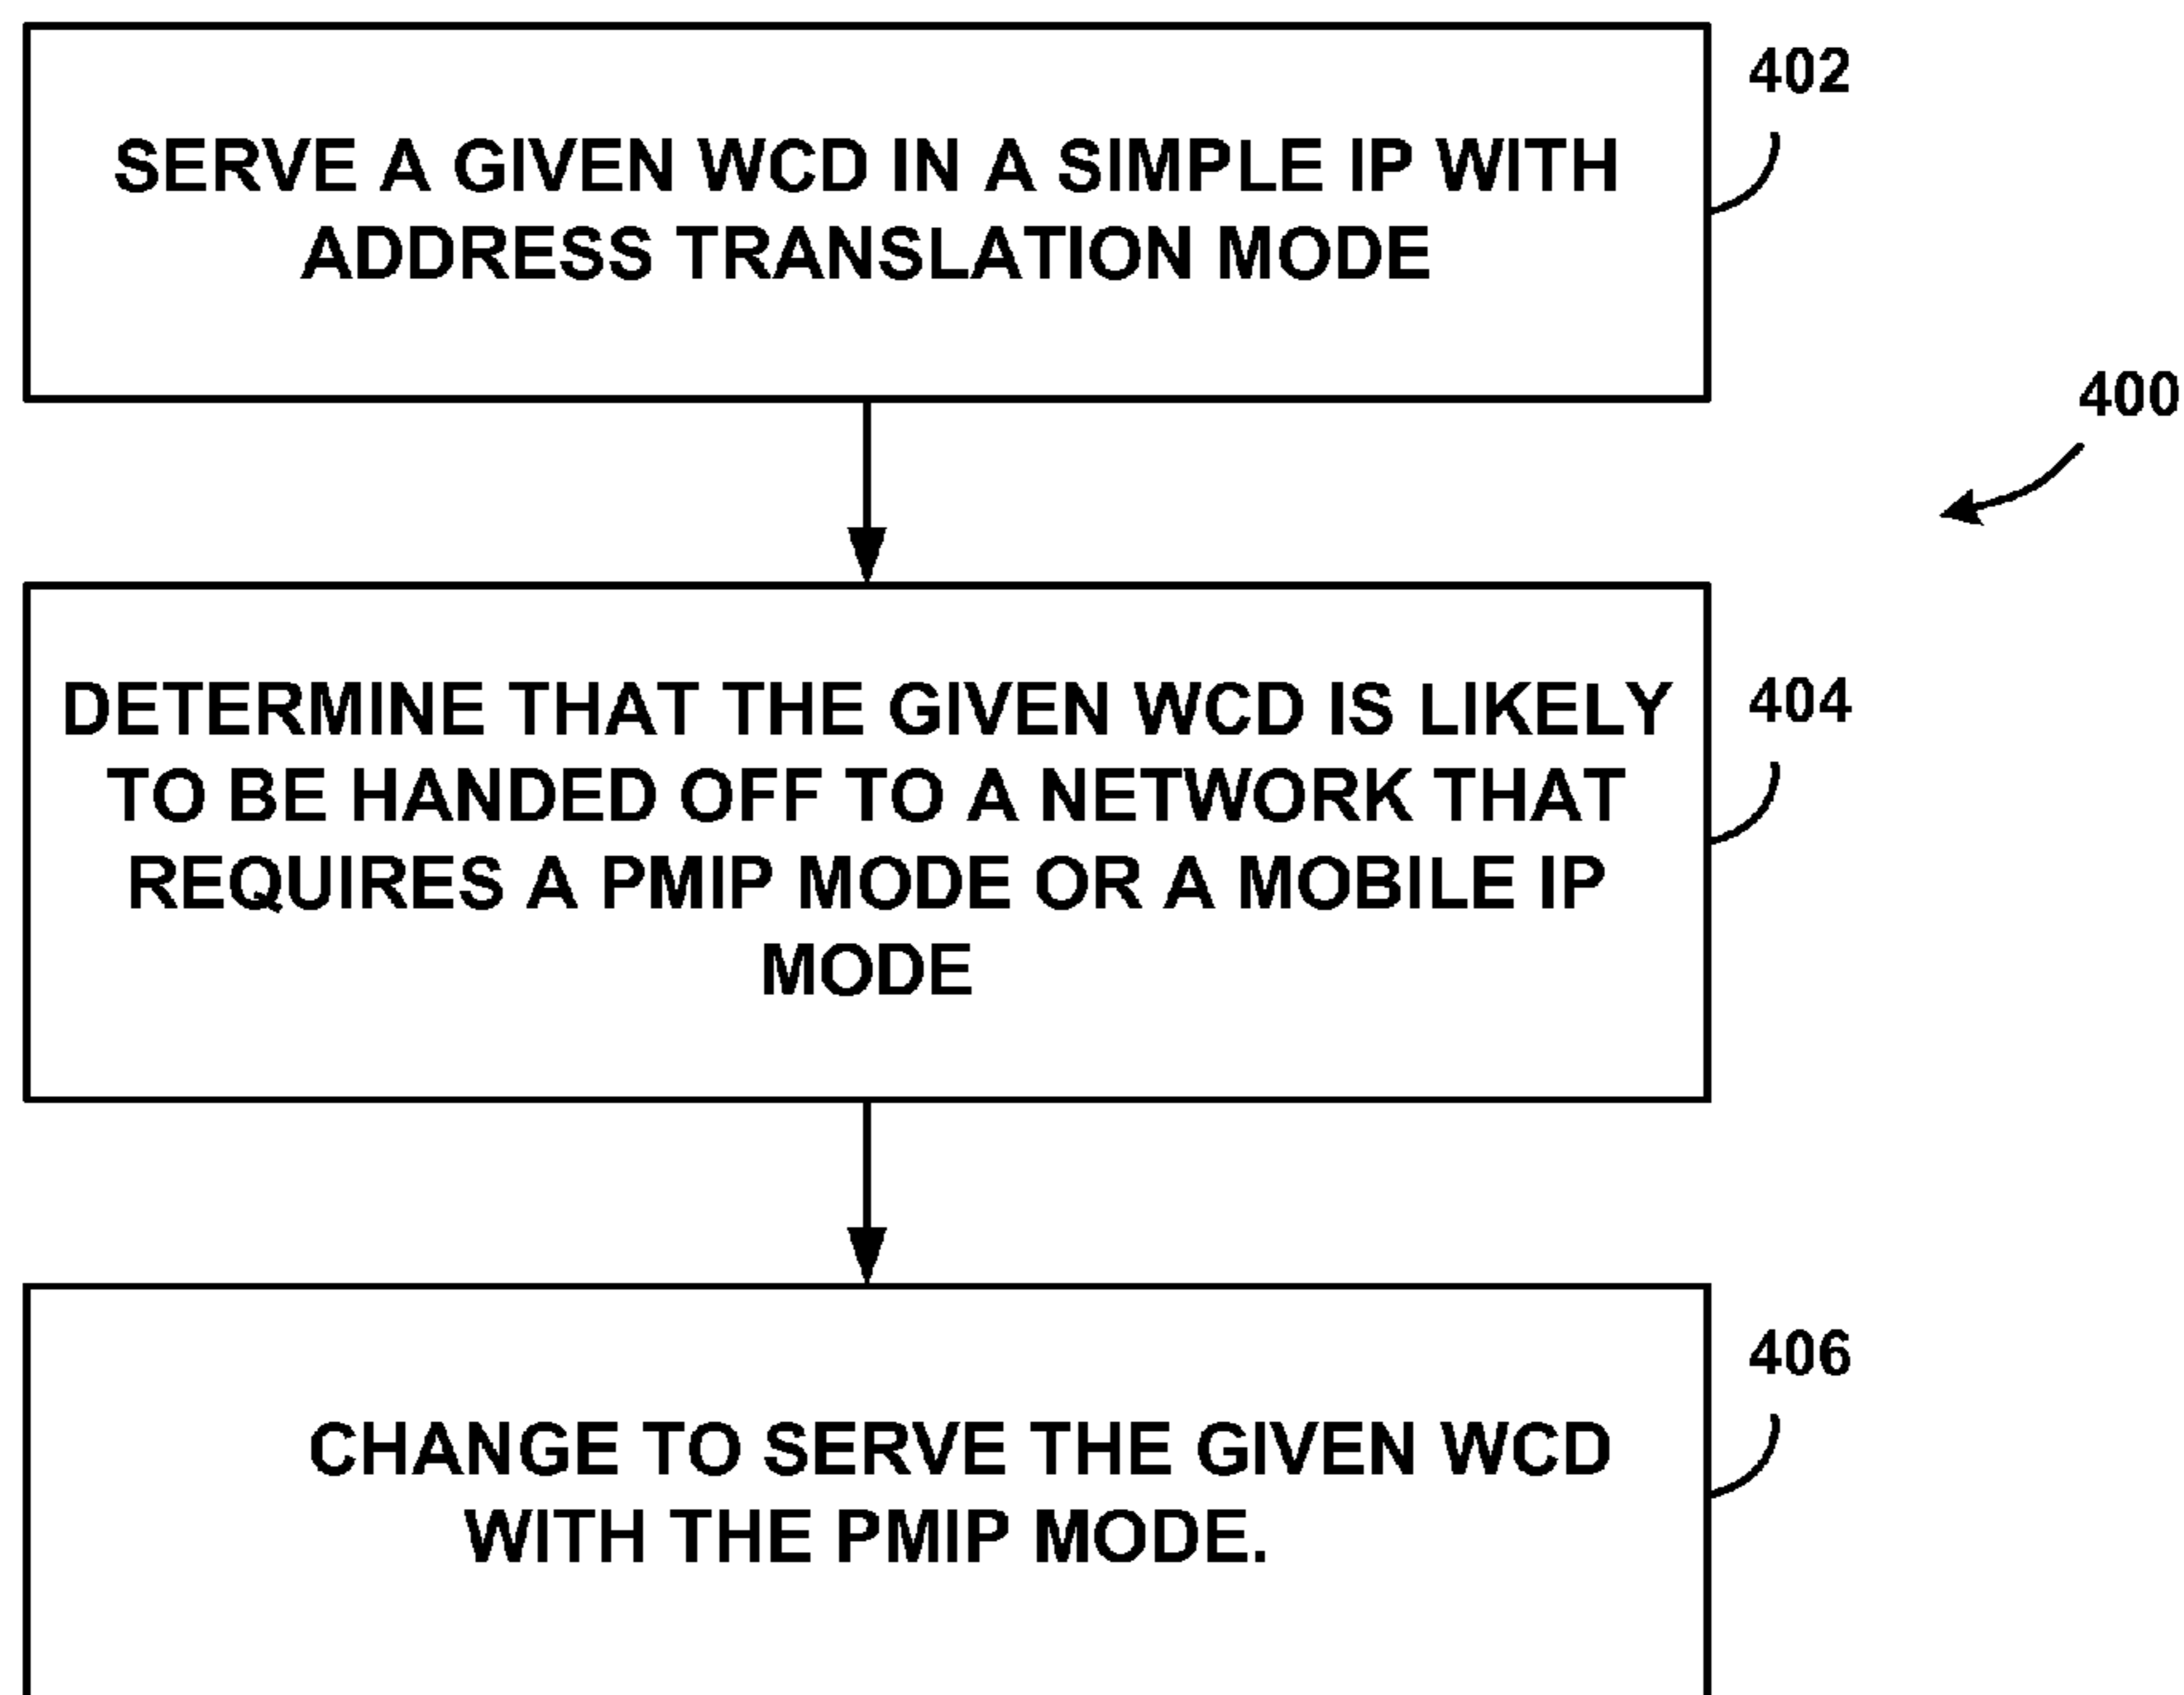 402
SERVE A GIVEN WCD IN A SIMPLE IP WITH
ADDRESS TRANSLATION MODE
400
404
DETERMINE THAT THE GIVEN WCD IS LIKELY
TO BE HANDED OFF TO A NETWORK THAT
REQUIRES A PMIP MODE OR A MOBILE IP
MODE
406
CHANGE TO SERVE THE GIVEN WCD
WITH THE PMIP MODE.